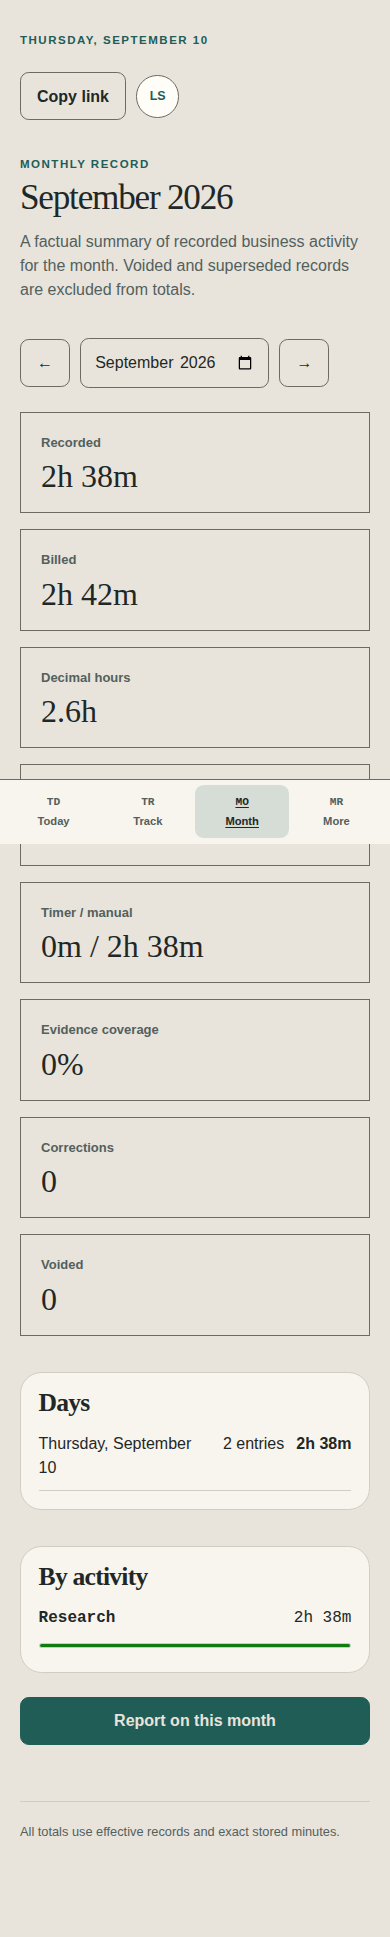 THURSDAY, SEPTEMBER 10
Copy link
LS
MONTHLY RECORD
September 2026
A factual summary of recorded business activity
for the month. Voided and superseded records
are excluded from totals.
← September 2026 →
Recorded
2h 38m
Billed
2h 42m
Decimal hours
2.6h
TD TR MO MR
Today Track Month More
Timer / manual
0m / 2h 38m
Evidence coverage
0%
Corrections
0
Voided
0
Days
Thursday, September 2 entries 2h 38m
10
By activity
Research 2h 38m
Report on this month
All totals use effective records and exact stored minutes.